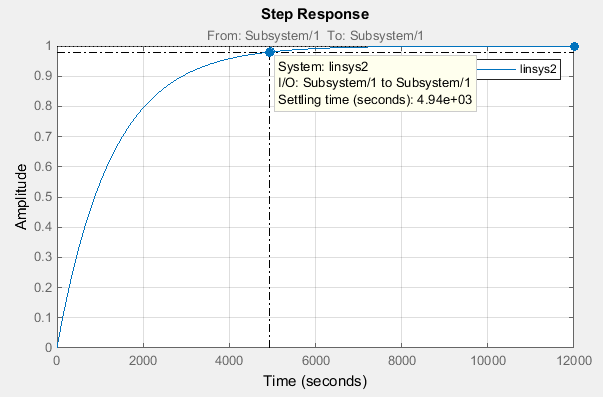 Step Response
From: Subsystem/1 To: Subsystem/1
1
0.9
0.8
0.7
0.6
0.5
0.4
0.3
0.2
0.1
0
Amplitude
System: linsys2
I/O: Subsystem/1 to Subsystem/1
Settling time (seconds): 4.94e+03
linsys2
0 2000 4000 6000 8000 10000 12000
Time (seconds)